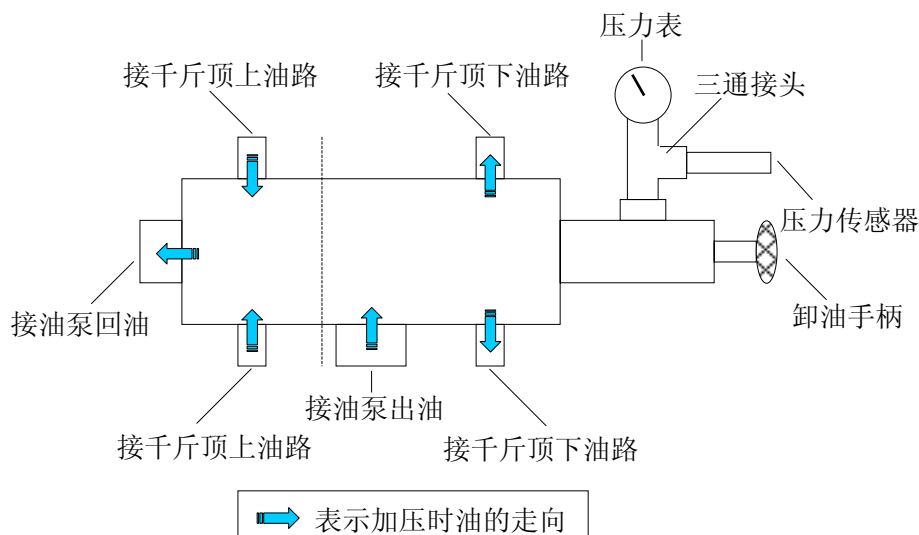 压力表
接千斤顶上油路
接千斤顶下油路
三通接头
压力传感器
接油泵回油
卸油手柄
接油泵出油
接千斤顶上油路
接千斤顶下油路
表示加压时油的走向